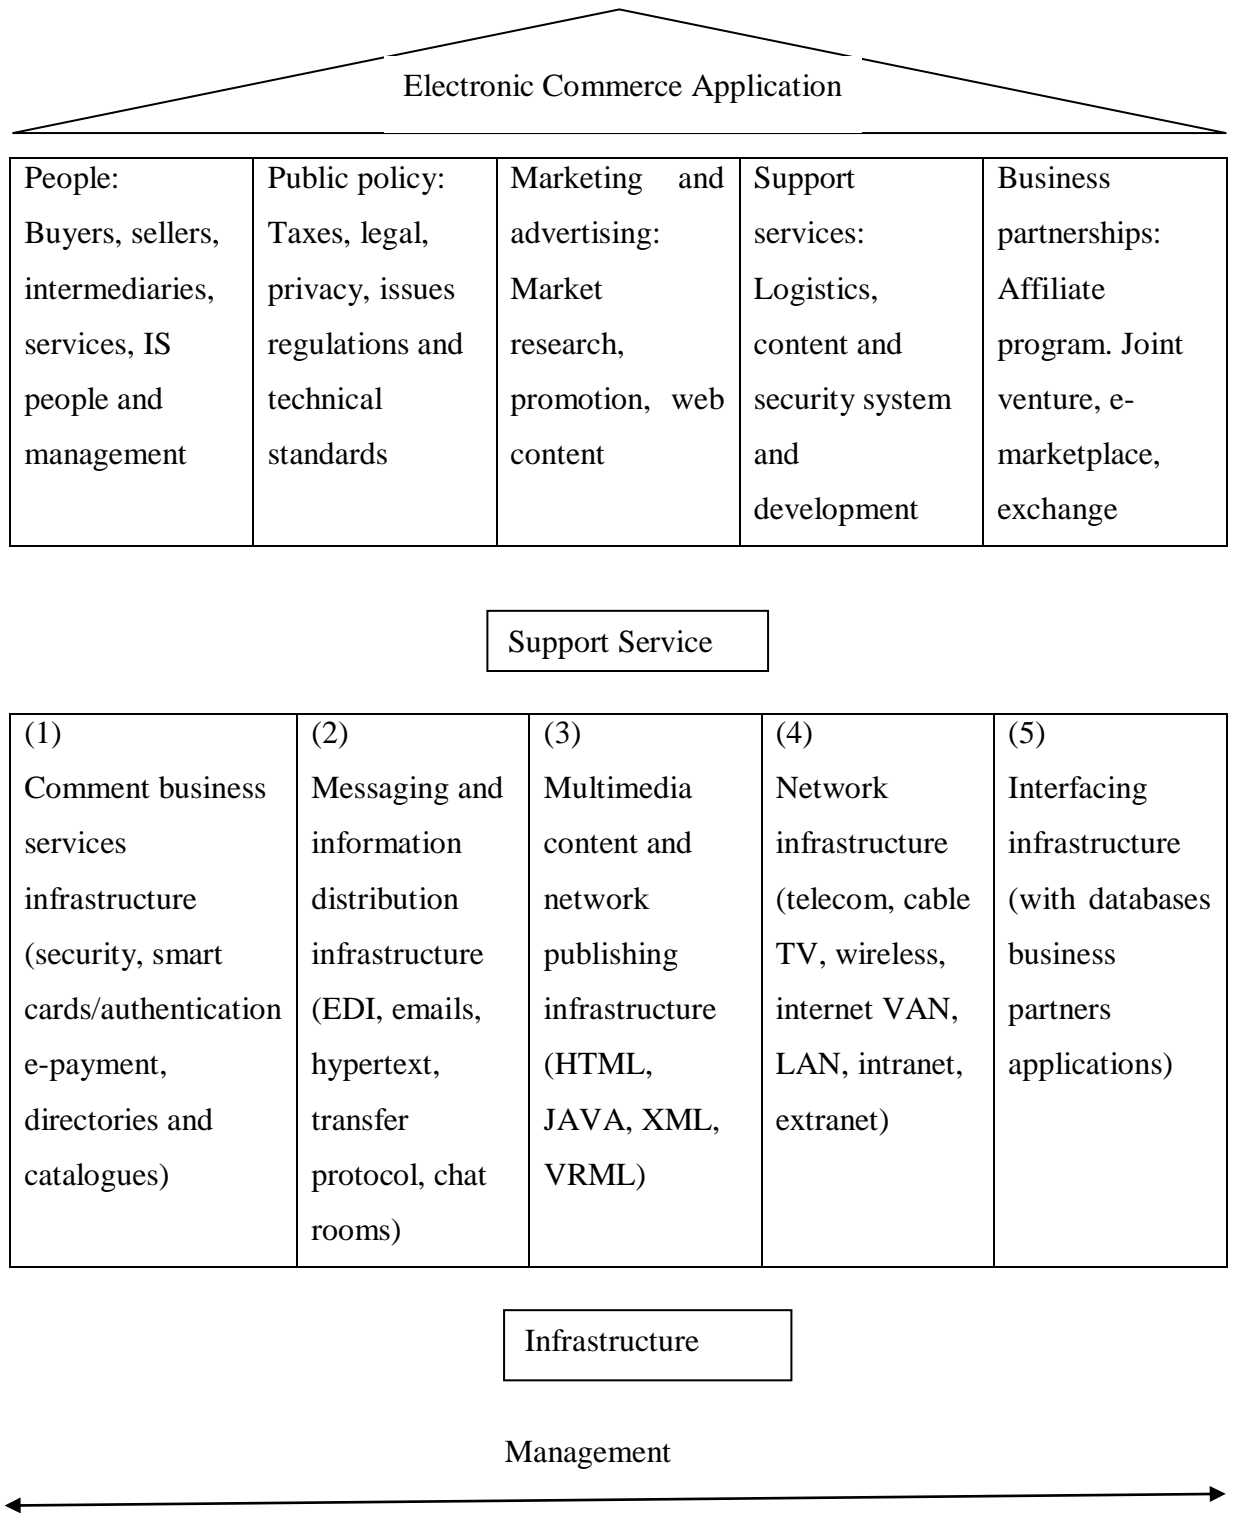 Electronic Commerce Application
People:
Buyers, sellers,
intermediaries,
services, IS
people and
management
Public policy:
Taxes, legal,
privacy, issues
regulations and
technical
standards
Marketing and
advertising:
Market
research,
promotion, web
content
Support
services:
Logistics,
content and
security system
and
development
Business
partnerships:
Affiliate
program. Joint
venture, e-
marketplace,
exchange
Support Service
(1)
Comment business
services
infrastructure
(security, smart
cards/authentication
e-payment,
directories and
catalogues)
(2)
Messaging and
information
distribution
infrastructure
(EDI, emails,
hypertext,
transfer
protocol, chat
rooms)
(3)
Multimedia
content and
network
publishing
infrastructure
(HTML,
JAVA, XML,
VRML)
(4)
Network
infrastructure
(telecom, cable
TV, wireless,
internet VAN,
LAN, intranet,
extranet)
(5)
Interfacing
infrastructure
(with databases
business
partners
applications)
Infrastructure
Management